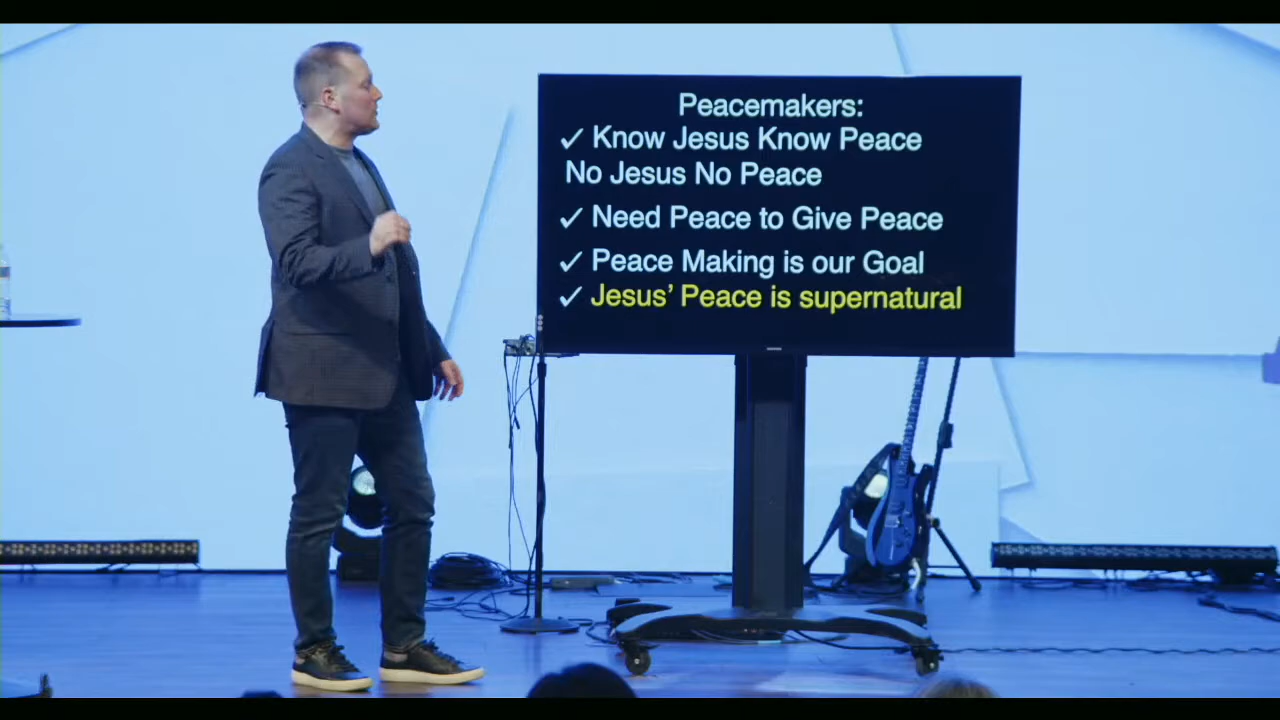 Peacemakers:
✓ Know Jesus Know Peace
No Jesus No Peace
✓ Need Peace to Give Peace
✓ Peace Making is our Goal
✓ Jesus’ Peace is supernatural